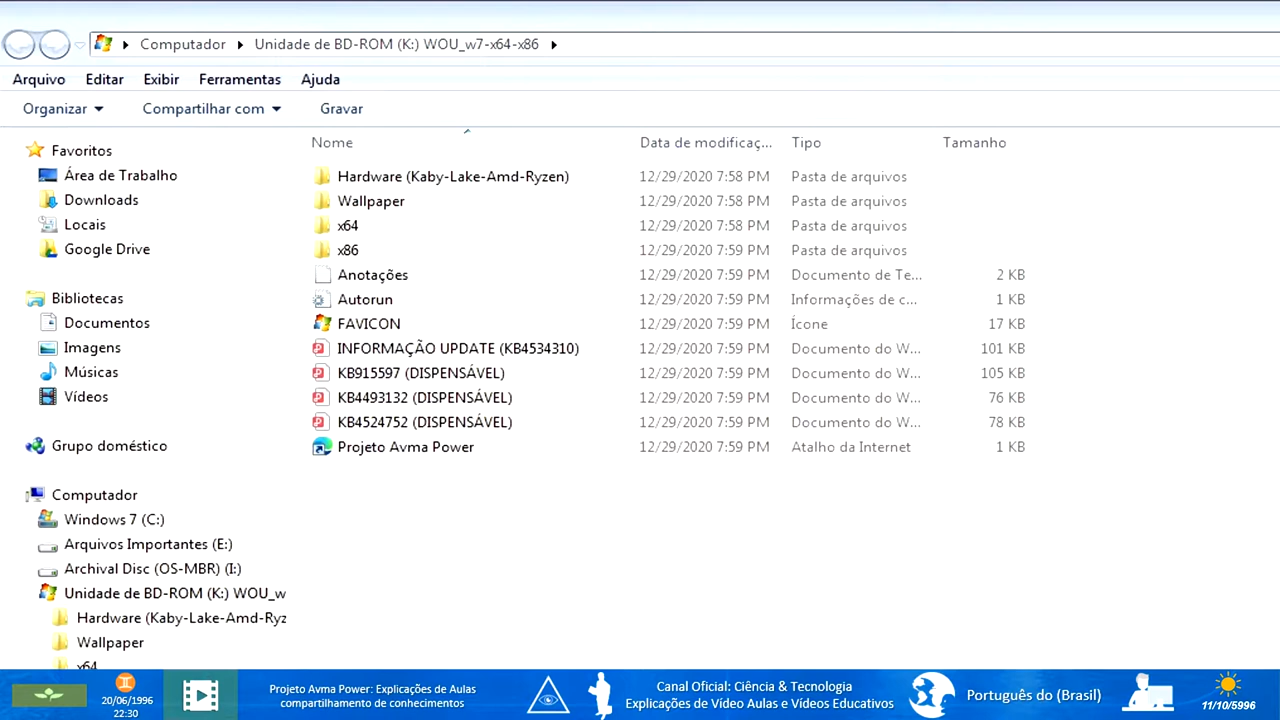 Computador Unidade de BD-ROM (K:) WOU_w7-x64-x86
Arquivo Editar Exibir Ferramentas Ajuda
Organizar Compartilhar com Gravar
Favoritos
Área de Trabalho
Downloads
Locais
Google Drive
Bibliotecas
Documentos
Imagens
Músicas
Vídeos
Grupo doméstico
Computador
Windows 7 (C:)
Arquivos Importantes (E:)
Archival Disc (OS-MBR) (I:)
Unidade de BD-ROM (K:) WOU_w
Hardware (Kaby-Lake-Amd-Ryz
Wallpaper
x64
Nome Data de modificaç... Tipo Tamanho
Hardware (Kaby-Lake-Amd-Ryzen) 12/29/2020 7:58 PM Pasta de arquivos
Wallpaper 12/29/2020 7:58 PM Pasta de arquivos
x64 12/29/2020 7:58 PM Pasta de arquivos
x86 12/29/2020 7:59 PM Pasta de arquivos
Anotações 12/29/2020 7:59 PM Documento de Te... 2 KB
Autorun 12/29/2020 7:59 PM Informações de c... 1 KB
FAVICON 12/29/2020 7:59 PM Ícone 17 KB
INFORMAÇÃO UPDATE (KB4534310) 12/29/2020 7:59 PM Documento do W... 101 KB
KB915597 (DISPENSÁVEL) 12/29/2020 7:59 PM Documento do W... 105 KB
KB4493132 (DISPENSÁVEL) 12/29/2020 7:59 PM Documento do W... 76 KB
KB4524752 (DISPENSÁVEL) 12/29/2020 7:59 PM Documento do W... 78 KB
Projeto Avma Power 12/29/2020 7:59 PM Atalho da Internet 1 KB
20/06/1996
22:30
Projeto Avma Power: Explicações de Aulas
compartilhamento de conhecimentos
Canal Oficial: Ciência & Tecnologia
Explicações de Vídeo Aulas e Vídeos Educativos
Português do (Brasil)
11/10/5996